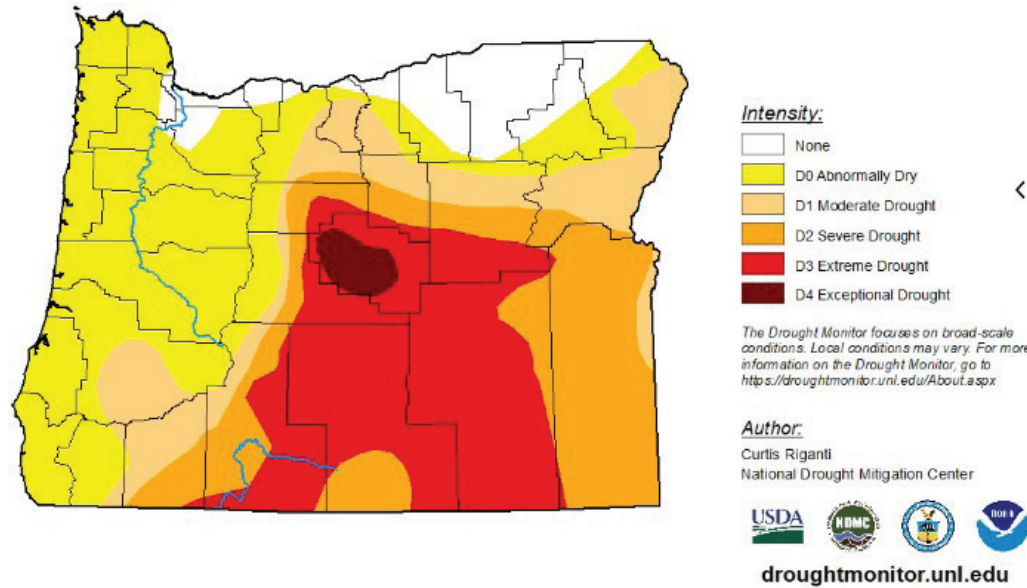 Intensity:
None
D0 Abnormally Dry
D1 Moderate Drought
D2 Severe Drought
D3 Extreme Drought
D4 Exceptional Drought
The Drought Monitor focuses on broad-scale
conditions. Local conditions may vary. For more
information on the Drought Monitor, go to
https://droughtmonitor.unl.edu/About.aspx
Author:
Curtis Riganti
National Drought Mitigation Center
USDA
NDMC
NOAA
droughtmonitor.unl.edu